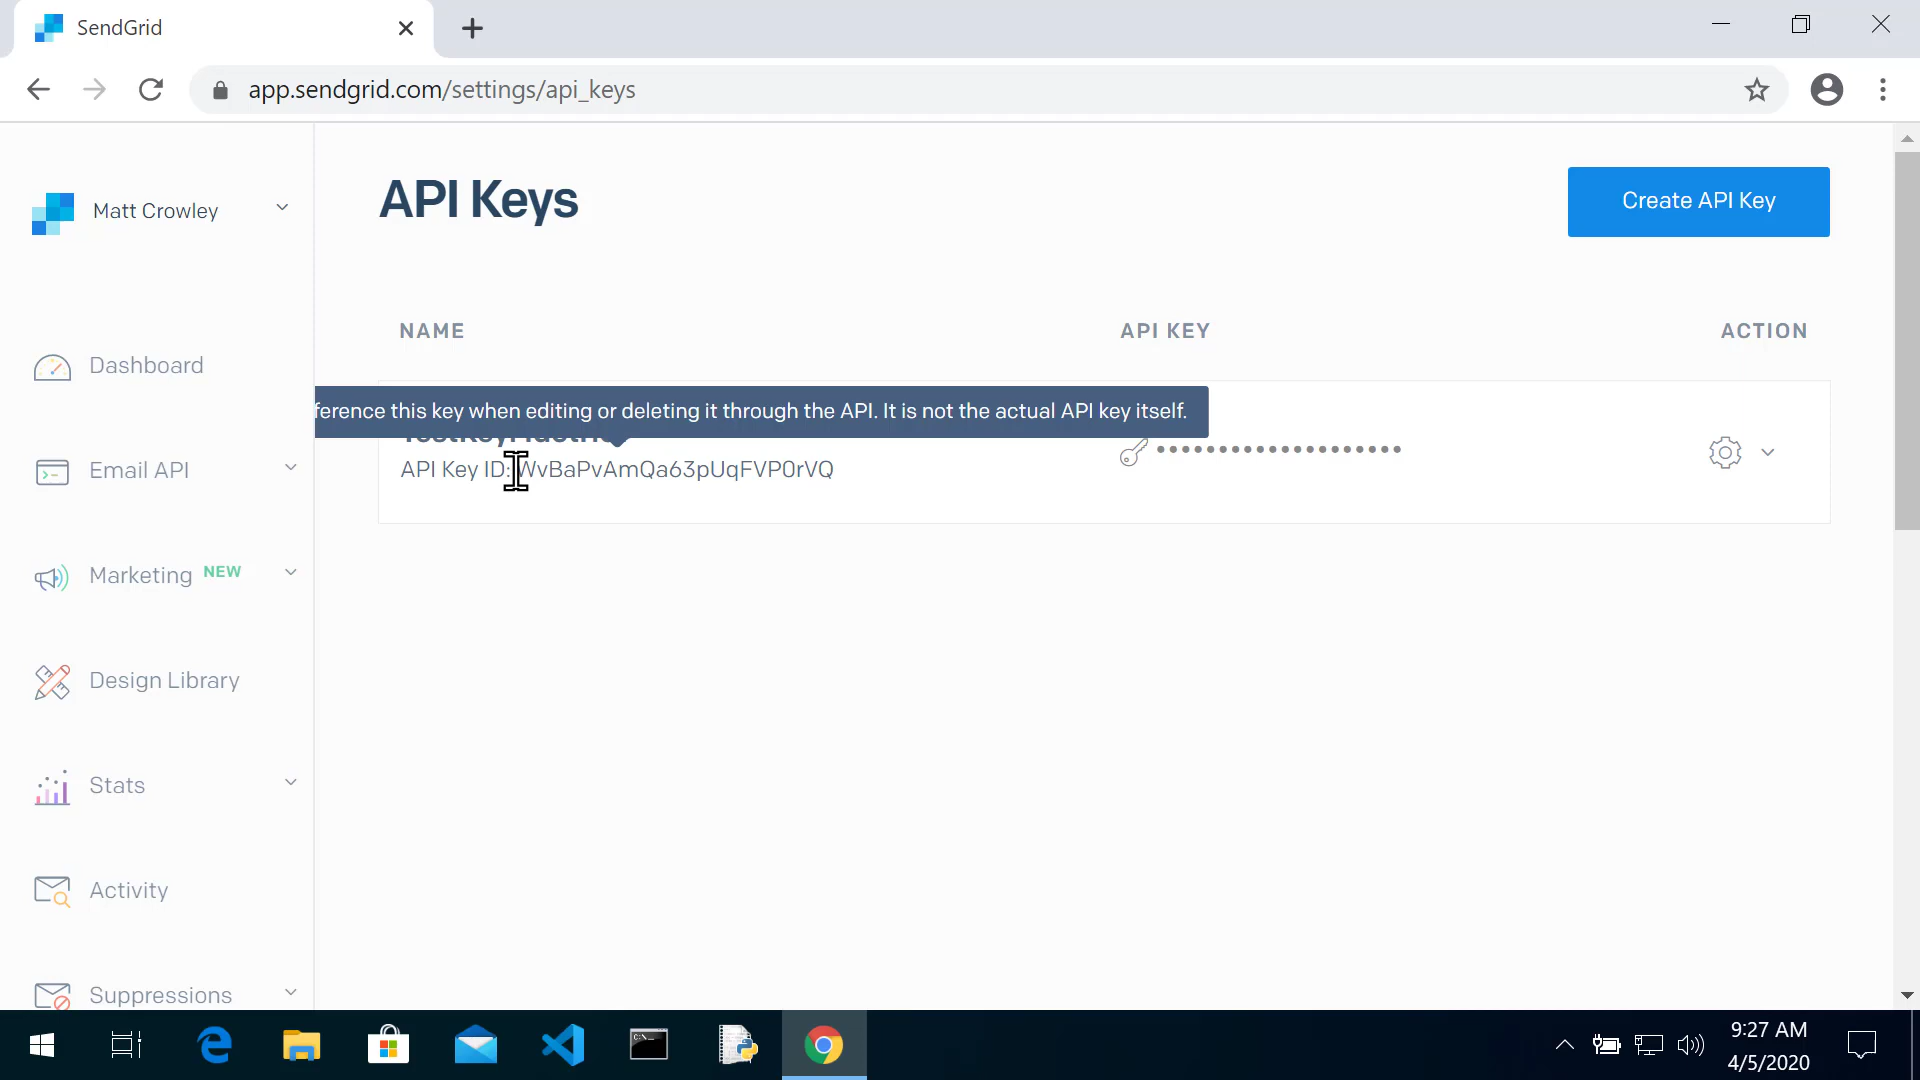 SendGrid
app.sendgrid.com/settings/api_keys
Matt Crowley
API Keys
Create API Key
NAME
API KEY
ACTION
Dashboard
ference this key when editing or deleting it through the API. It is not the actual API key itself.
API Key ID: WvBaPvAmQa63pUqFVP0rVQ
Email API
Marketing NEW
Design Library
Stats
Activity
Suppressions
9:27 AM
4/5/2020